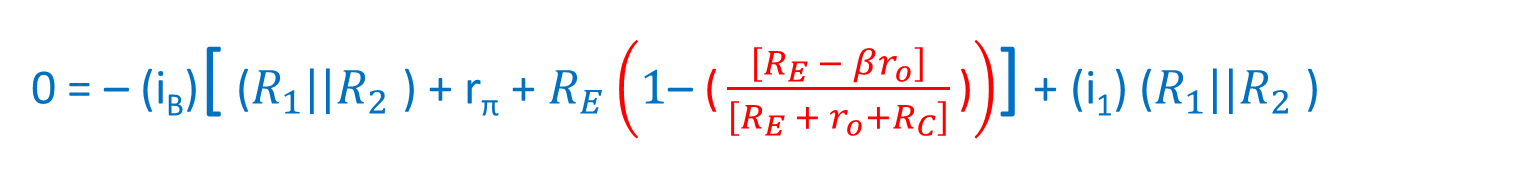 0 = – (i_B)[ (R_1||R_2 ) + r_π + R_E (1– ( [R_E − βr_o] / [R_E + r_o+R_C] ))] + (i_1) (R_1||R_2 )